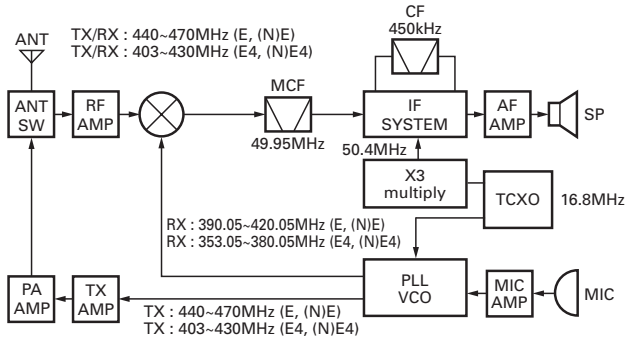 ANT
TX/RX : 440~470MHz (E, (N)E)
TX/RX : 403~430MHz (E4, (N)E4)
CF
450kHz
ANT
SW
RF
AMP
MCF
49.95MHz
IF
SYSTEM
AF
AMP
SP
50.4MHz
X3
multiply
TCXO
16.8MHz
RX : 390.05~420.05MHz (E, (N)E)
RX : 353.05~380.05MHz (E4, (N)E4)
PA
AMP
TX
AMP
PLL
VCO
MIC
AMP
MIC
TX : 440~470MHz (E, (N)E)
TX : 403~430MHz (E4, (N)E4)